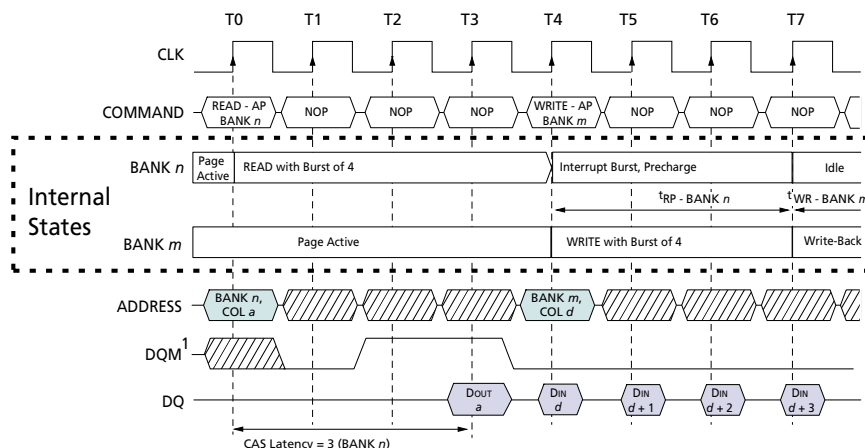 T0 T1 T2 T3 T4 T5 T6 T7
CLK
COMMAND
READ - AP
BANK n
NOP
NOP
NOP
WRITE - AP
BANK m
NOP
NOP
NOP
Internal
States
BANK n
Page
Active
READ with Burst of 4
Interrupt Burst, Precharge
Idle
tRP - BANK n
tWR - BANK m
BANK m
Page Active
WRITE with Burst of 4
Write-Back
ADDRESS
BANK n,
COL a
BANK m,
COL d
DQM1
DQ
DOUT
a
DIN
d
DIN
d + 1
DIN
d + 2
DIN
d + 3
CAS Latency = 3 (BANK n)